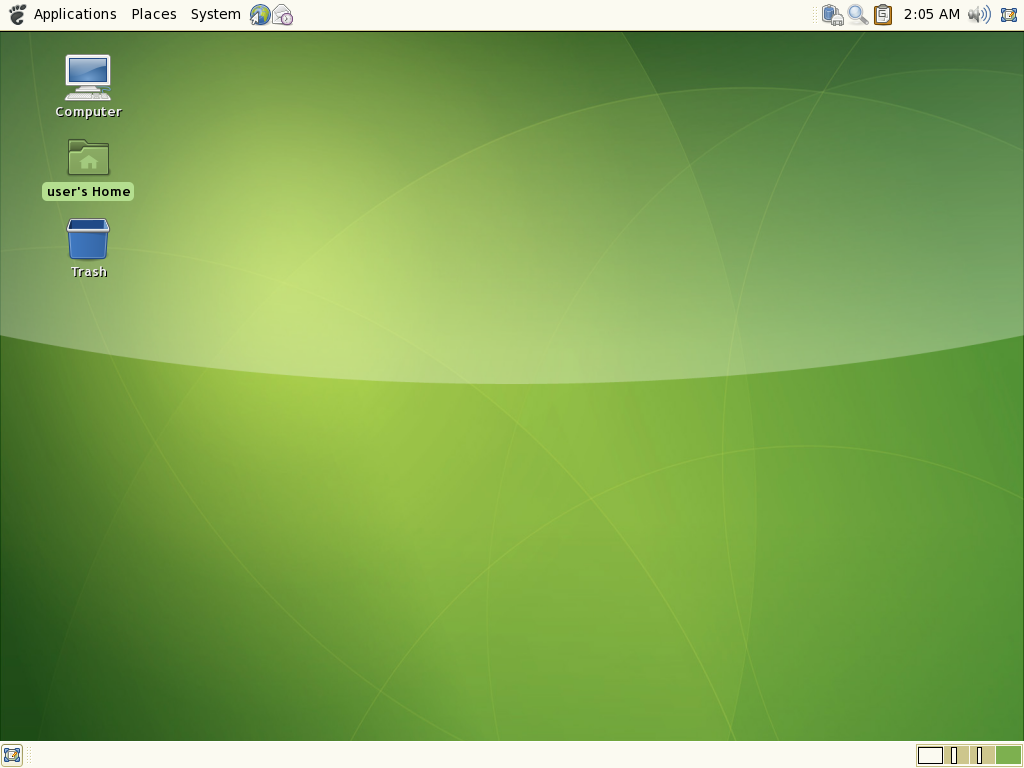 Applications Places System 2:05 AM
Computer
user's Home
Trash